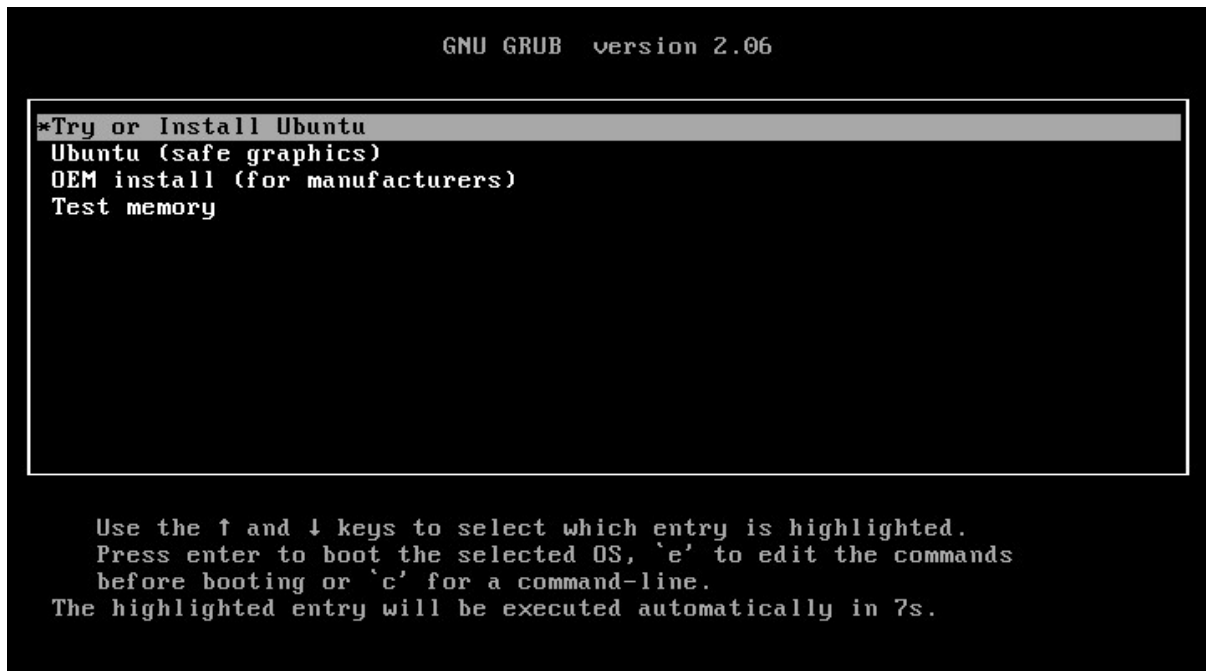 GNU GRUB  version 2.06
*Try or Install Ubuntu
Ubuntu (safe graphics)
OEM install (for manufacturers)
Test memory
Use the ↑ and ↓ keys to select which entry is highlighted.
Press enter to boot the selected OS, `e' to edit the commands
before booting or `c' for a command-line.
The highlighted entry will be executed automatically in 7s.